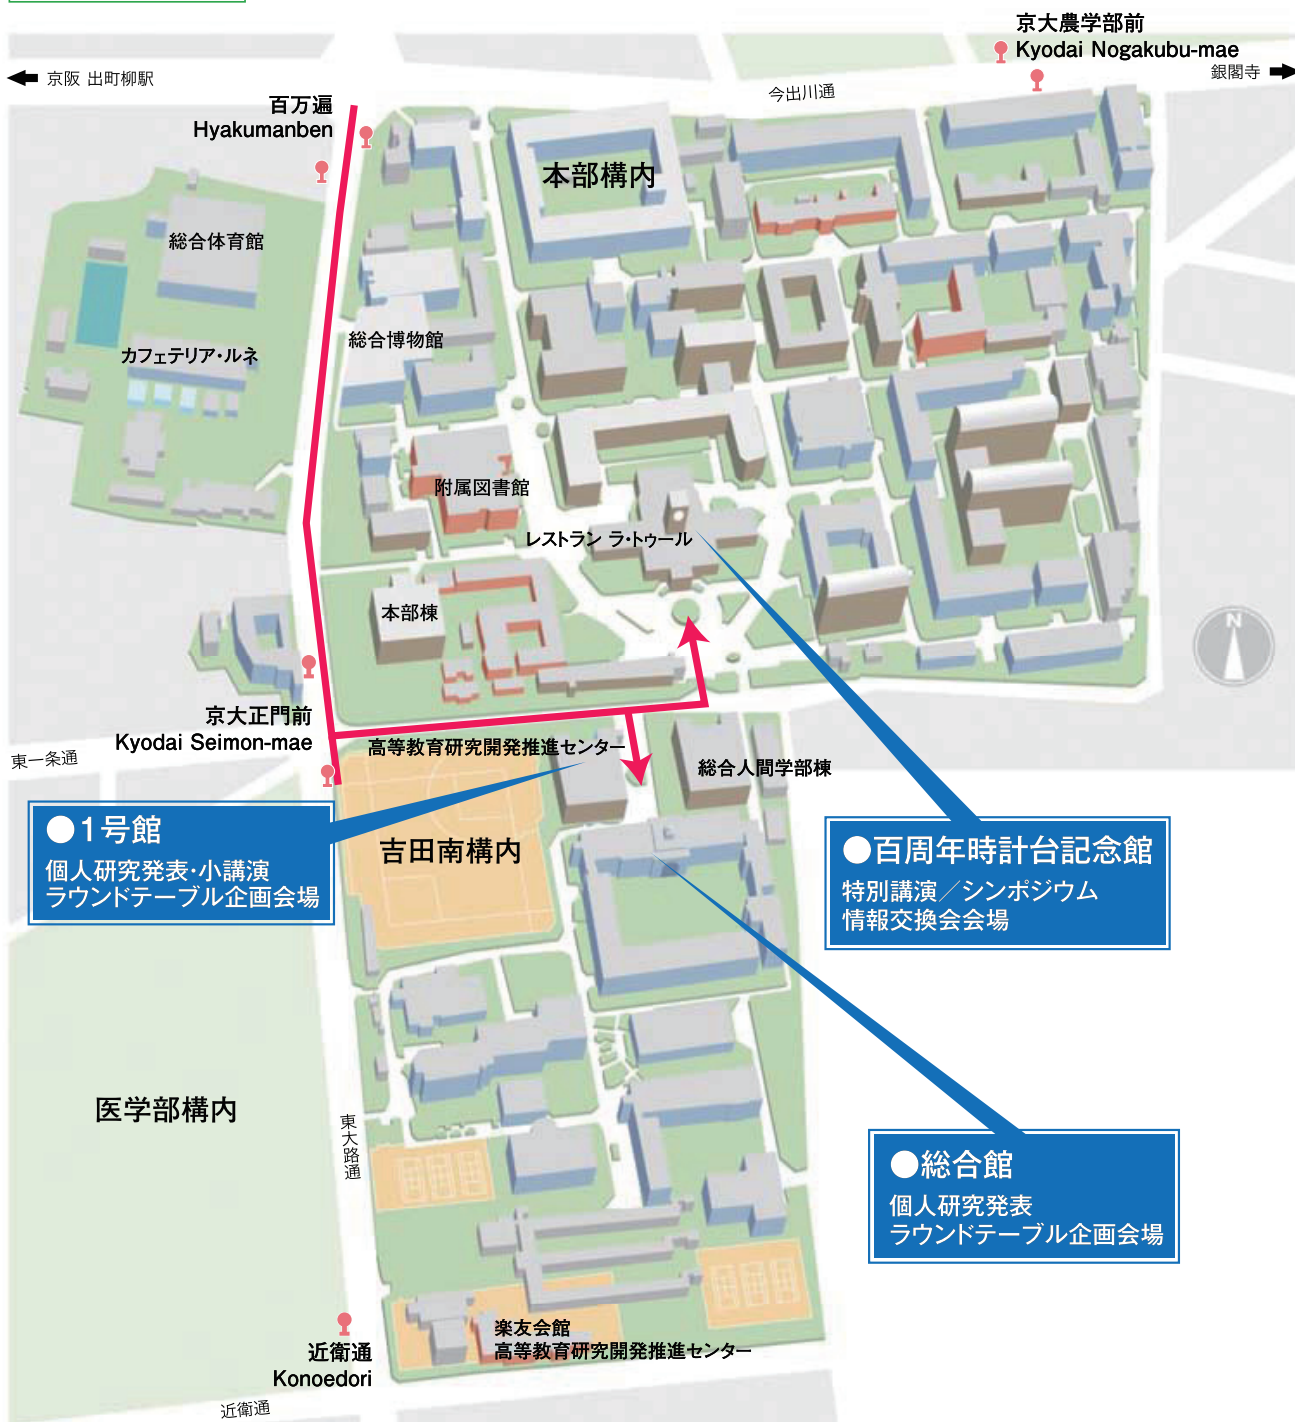 京大農学部前
Kyodai Nogakubu-mae
京阪 出町柳駅
銀閣寺
今出川通
百万遍
Hyakumanben
本部構内
総合体育館
総合博物館
カフェテリア・ルネ
附属図書館
レストラン ラ・トゥール
本部棟
N
京大正門前
Kyodai Seimon-mae
東一条通
高等教育研究開発推進センター
総合人間学部棟
●1号館
個人研究発表・小講演
ラウンドテーブル企画会場
吉田南構内
●百周年時計台記念館
特別講演／シンポジウム
情報交換会会場
医学部構内
東大路通
●総合館
個人研究発表
ラウンドテーブル企画会場
楽友会館
高等教育研究開発推進センター
近衛通
Konoedori
近衛通